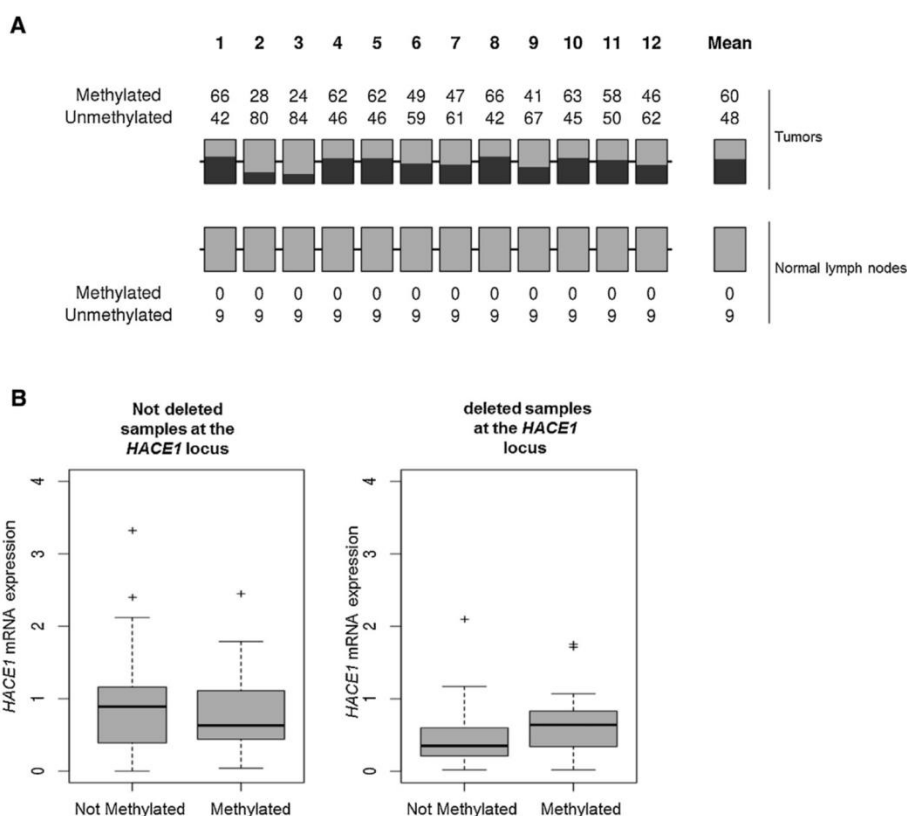 A
1 2 3 4 5 6 7 8 9 10 11 12 Mean
Methylated 66 28 24 62 62 49 47 66 41 63 58 46 60
Unmethylated 42 80 84 46 46 59 61 42 67 45 50 62 48
Tumors
Normal lymph nodes
Methylated 0 0 0 0 0 0 0 0 0 0 0 0 0
Unmethylated 9 9 9 9 9 9 9 9 9 9 9 9 9
B
Not deleted
samples at the
HACE1 locus
HACE1 mRNA expression
4
3
2
1
0
Not Methylated Methylated
deleted samples
at the HACE1
locus
HACE1 mRNA expression
4
3
2
1
0
Not Methylated Methylated